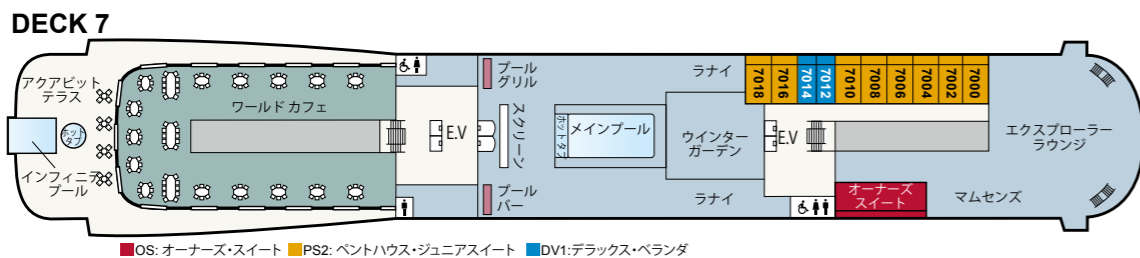 DECK 7
アクアビット
テラス
ホット
タブ
インフィニティ
プール
ワールド カフェ
E.V
プール
グリル
スクリーン
プール
バー
ラナイ
ホットタブ
メインプール
ウインター
ガーデン
ラナイ
7018
7016
7014
7012
7010
7008
7006
7004
7002
7000
E.V
オーナーズ
スイート
エクスプローラー
ラウンジ
マムセンズ
OS: オーナーズ・スイート PS2: ペントハウス・ジュニアスイート DV1:デラックス・ベランダ